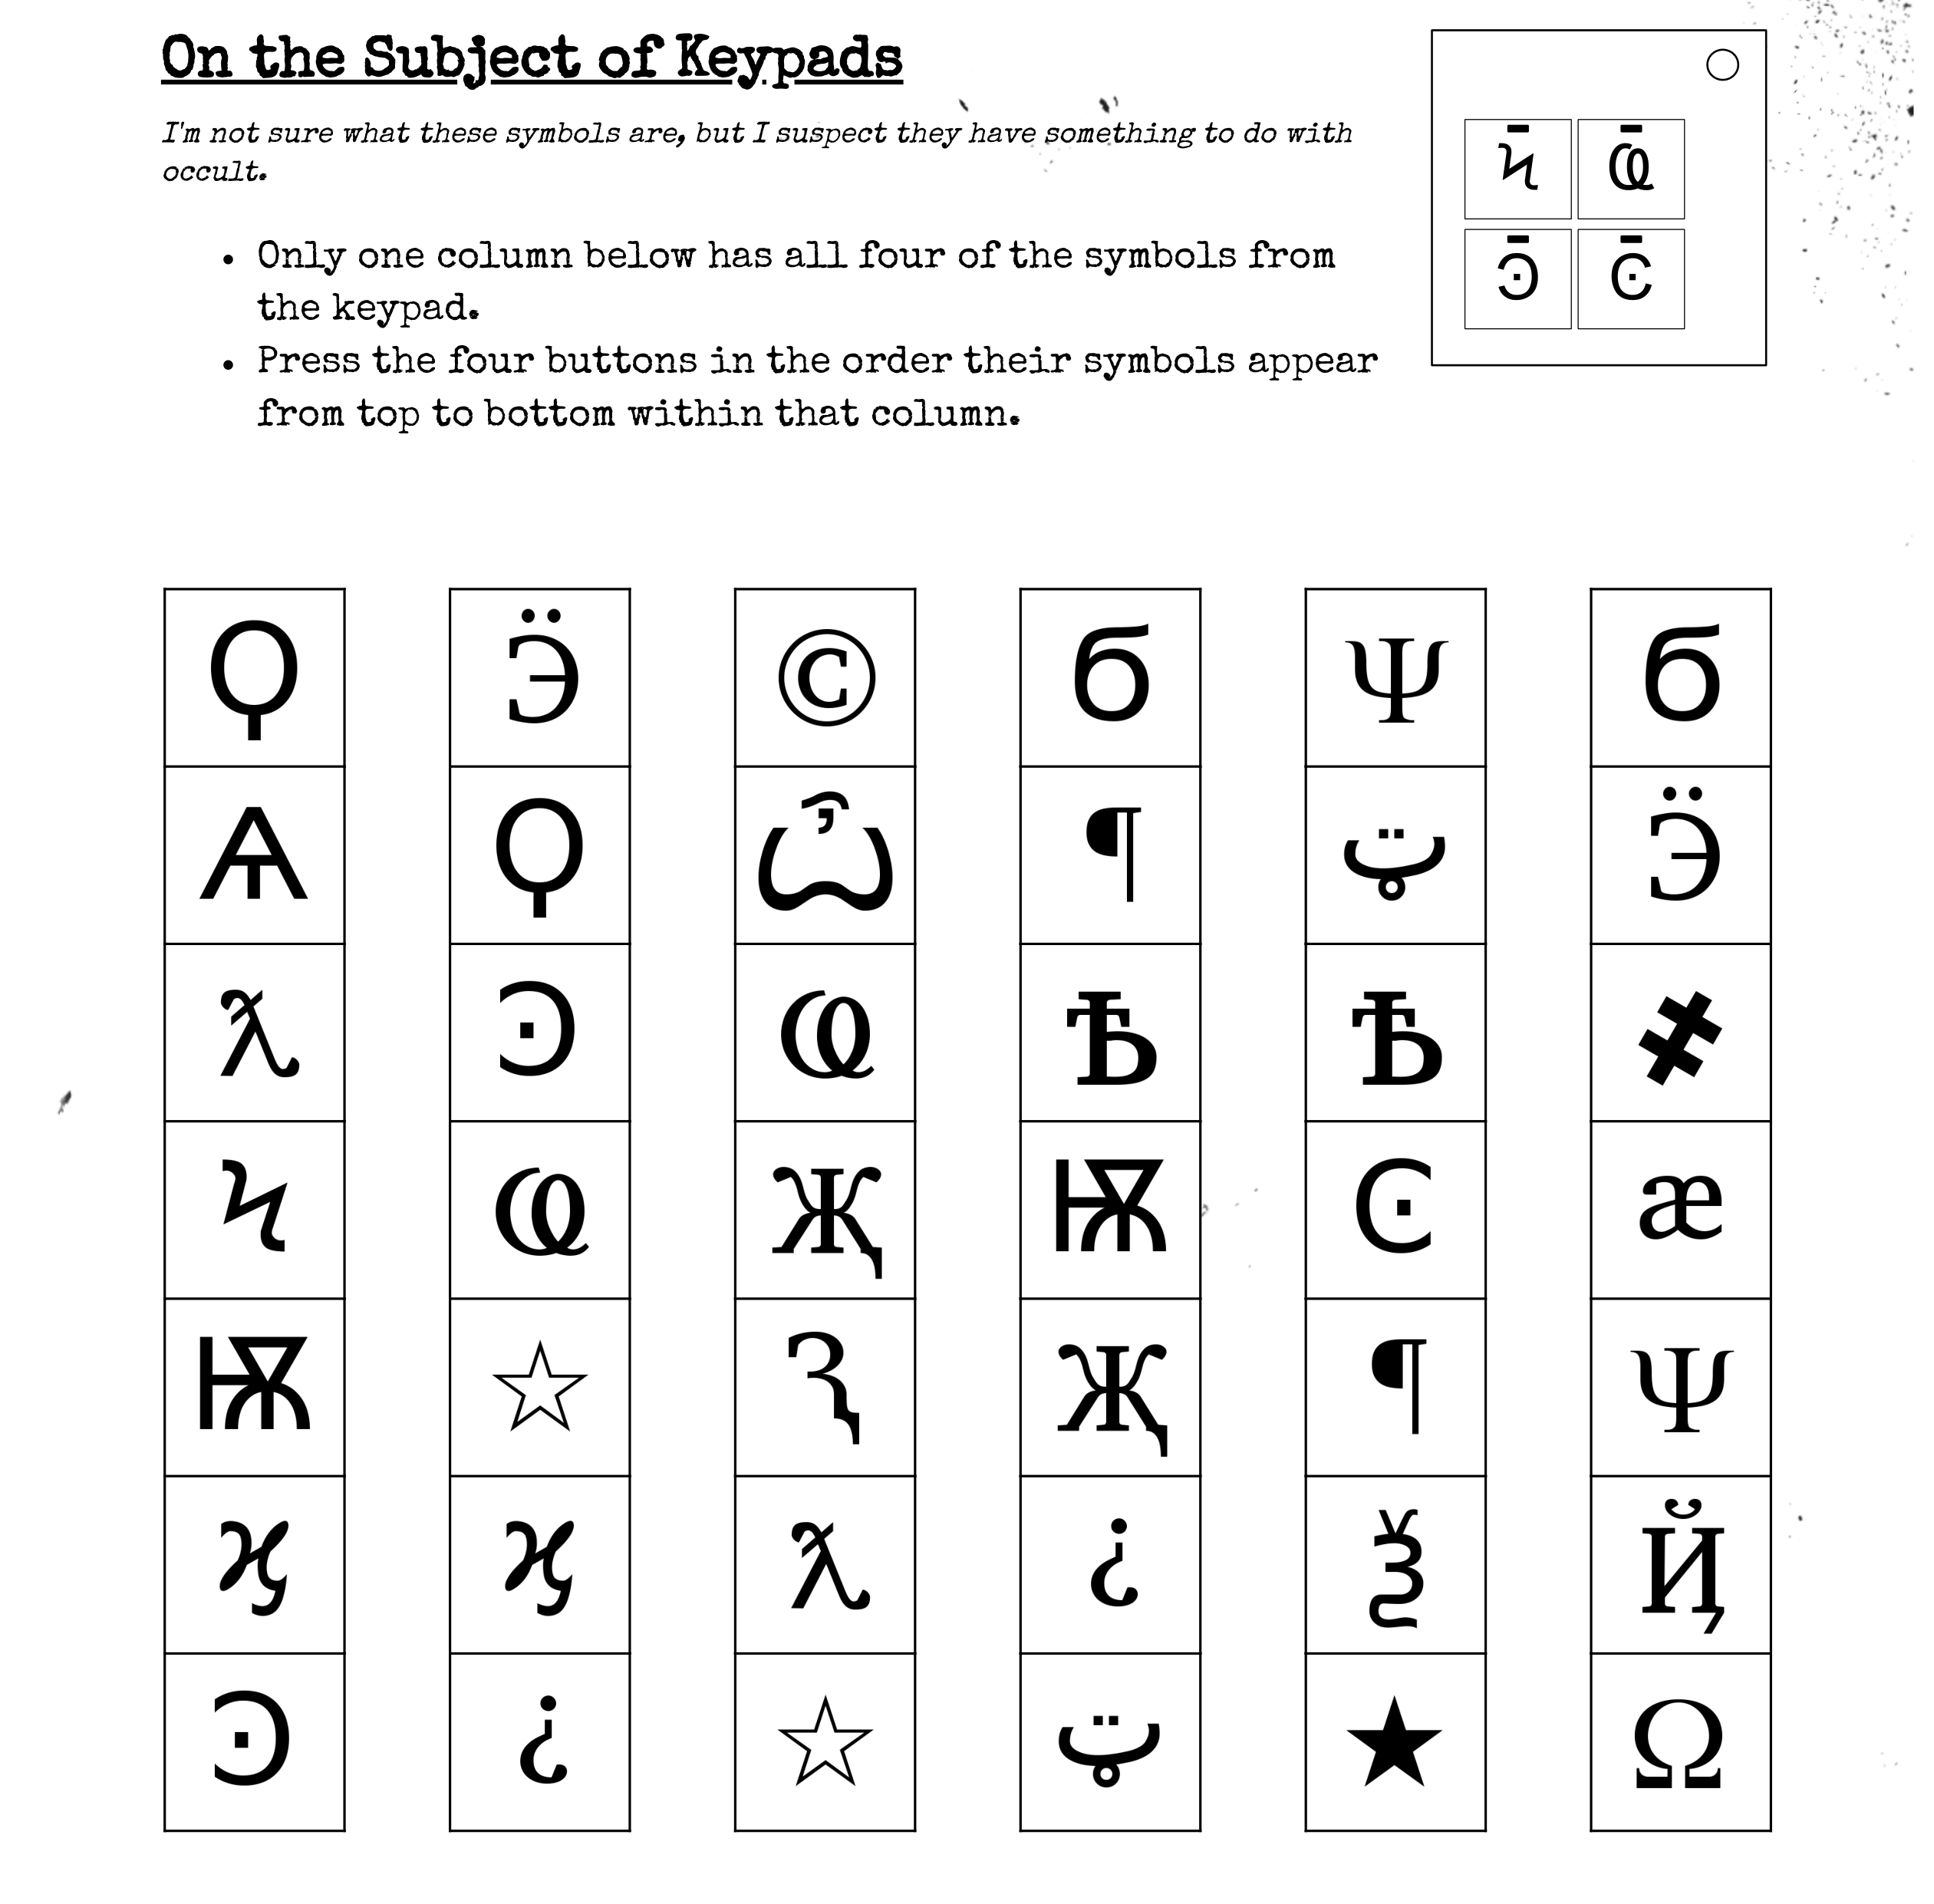 On the Subject of Keypads
I'm not sure what these symbols are, but I suspect they have something to do with
occult.
• Only one column below has all four of the symbols from
the keypad.
• Press the four buttons in the order their symbols appear
from top to bottom within that column.
Ϟ Ҩ
Ͽ Ͼ
Ϙ Ӭ © б Ψ б
Ѧ Ϙ Ѽ ¶ ټ Ӭ
ƛ Ͽ Ҩ Ѣ Ѣ ҂
Ϟ Ҩ Җ Ѭ Ͼ æ
Ѭ ☆ Ԇ Җ ¶ Ψ
ϗ ϗ ƛ ¿ Ѯ Ҋ
Ͽ ¿ ☆ ټ ★ Ω